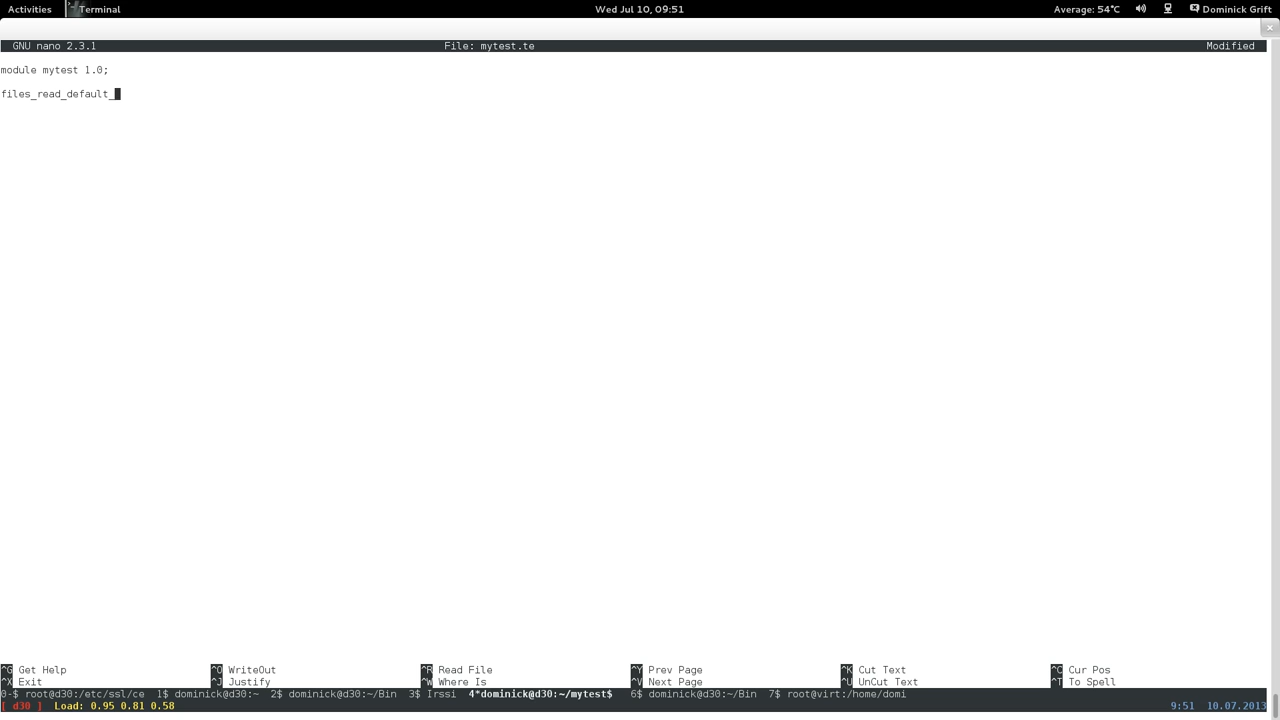 Activities Terminal Wed Jul 10, 09:51 Average: 54°C Dominick Grift
GNU nano 2.3.1 File: mytest.te Modified
module mytest 1.0;
files_read_default_
^G Get Help ^O WriteOut ^R Read File ^Y Prev Page ^K Cut Text ^C Cur Pos
^X Exit ^J Justify ^W Where Is ^V Next Page ^U UnCut Text ^T To Spell
0-$ root@d30:/etc/ssl/ce 1$ dominick@d30:~ 2$ dominick@d30:~/Bin 3$ Irssi 4*dominick@d30:~/mytest$ 6$ dominick@d30:~/Bin 7$ root@virt:/home/domi
[ d30 ] Load: 0.95 0.81 0.58 9:51 10.07.2013